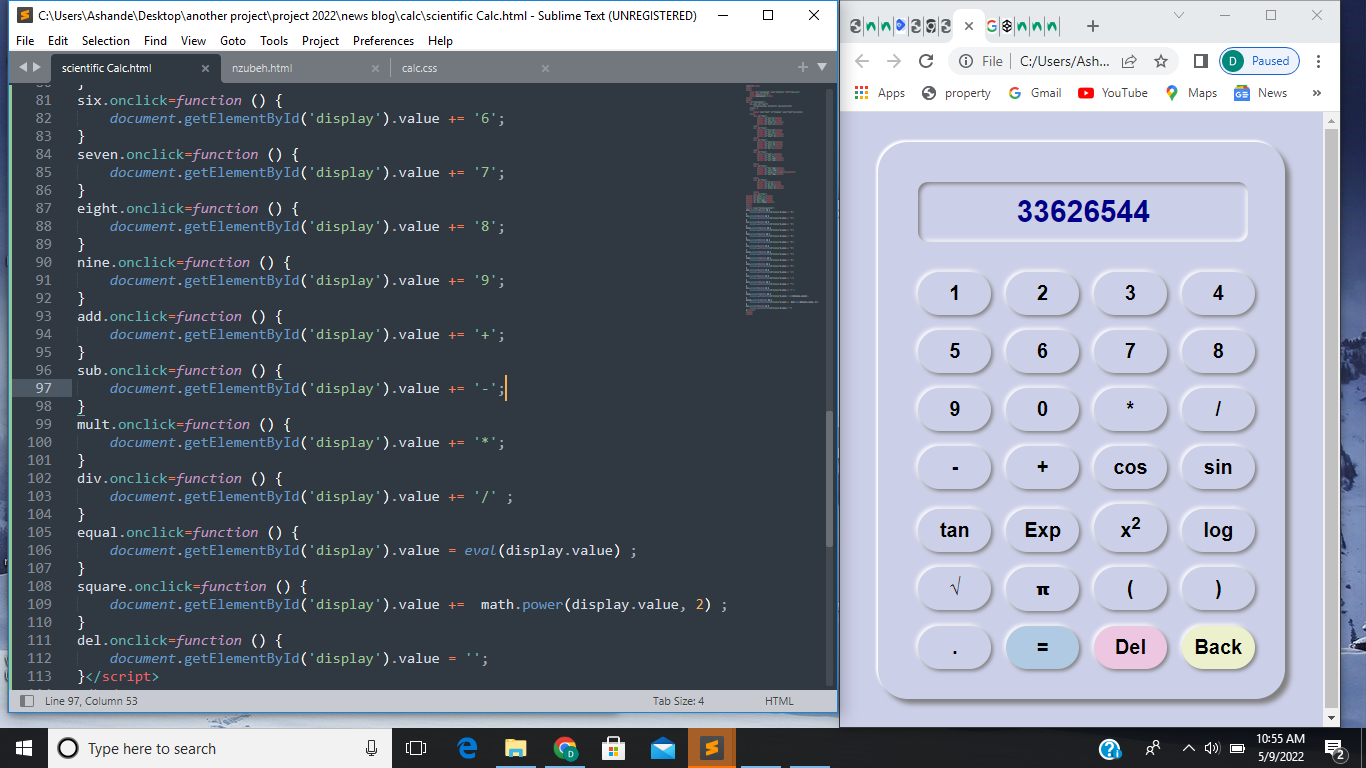 C:\Users\Ashande\Desktop\another project\project 2022\news blog\calc\scientific Calc.html - Sublime Text (UNREGISTERED)
File Edit Selection Find View Goto Tools Project Preferences Help
scientific Calc.html nzubeh.html calc.css
81 six.onclick=function () {
82 document.getElementById('display').value += '6';
83 }
84 seven.onclick=function () {
85 document.getElementById('display').value += '7';
86 }
87 eight.onclick=function () {
88 document.getElementById('display').value += '8';
89 }
90 nine.onclick=function () {
91 document.getElementById('display').value += '9';
92 }
93 add.onclick=function () {
94 document.getElementById('display').value += '+';
95 }
96 sub.onclick=function () {
97 document.getElementById('display').value += '-';
98 }
99 mult.onclick=function () {
100 document.getElementById('display').value += '*';
101 }
102 div.onclick=function () {
103 document.getElementById('display').value += '/' ;
104 }
105 equal.onclick=function () {
106 document.getElementById('display').value = eval(display.value) ;
107 }
108 square.onclick=function () {
109 document.getElementById('display').value += math.power(display.value, 2) ;
110 }
111 del.onclick=function () {
112 document.getElementById('display').value = '';
113 }</script>
Line 97, Column 53 Tab Size: 4 HTML
File C:/Users/Ash... D Paused
Apps property Gmail YouTube Maps News »
33626544
1 2 3 4
5 6 7 8
9 0 * /
- + cos sin
tan Exp x² log
√ π ( )
. = Del Back
Type here to search
10:55 AM
5/9/2022
2